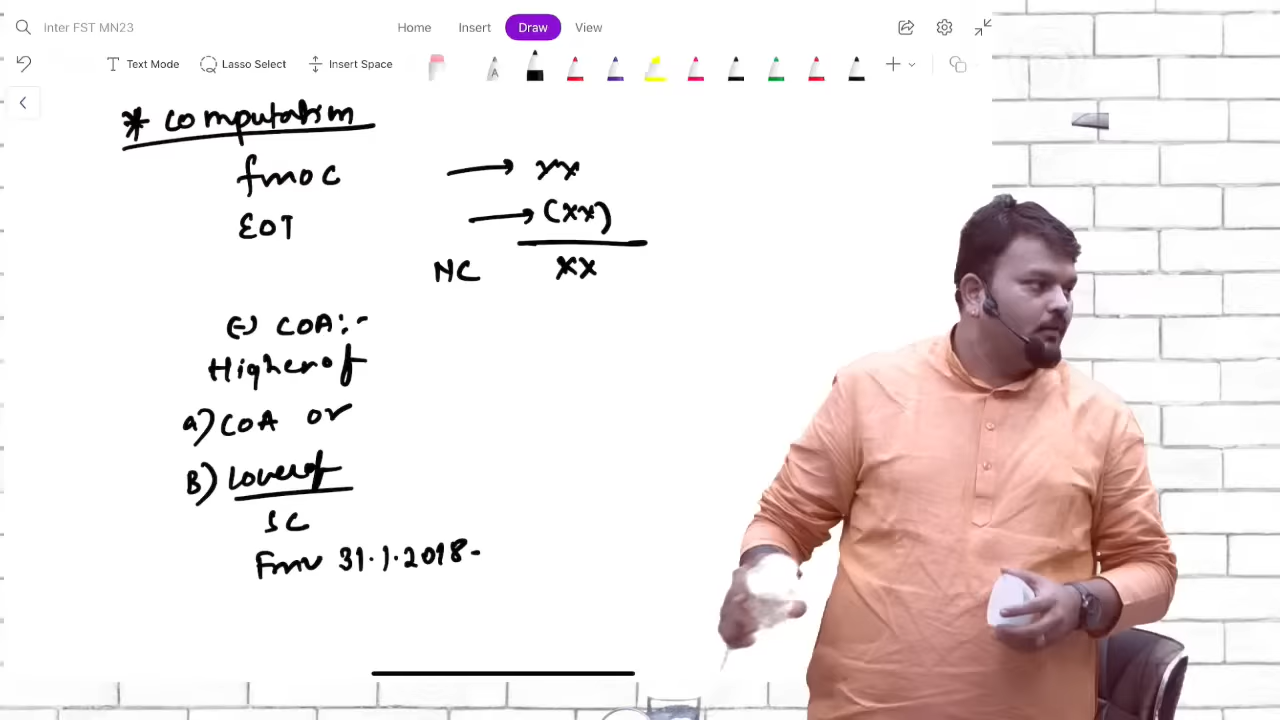 Inter FST MN23
Home Insert Draw View
Text Mode Lasso Select Insert Space
* Computation
fmoc → xx
EOT → (xx)
NC xx
(-) COA:-
Higher of
a) COA or
B) Lower of
SC
Fmv 31.1.2018-